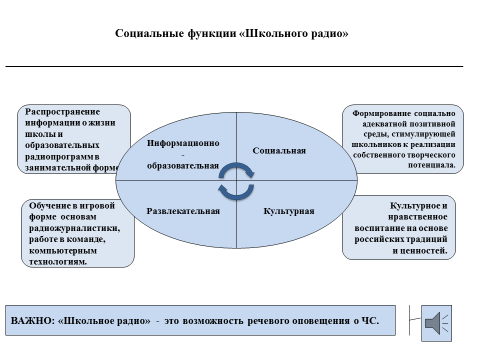 Социальные функции «Школьного радио»
Распространение
информации о жизни
школы и
образовательных
радиопрограмм в
занимательной форме
Формирование социально
адекватной позитивной
среды, стимулирующей
школьников к реализации
собственного творческого
потенциала.
Информационно
-
образовательная
Социальная
Развлекательная
Культурная
Обучение в игровой
форме основам
радиожурналистики,
работе в команде,
компьютерным
технологиям.
Культурное и
нравственное
воспитание на основе
российских традиций
и ценностей.
ВАЖНО: «Школьное радио» - это возможность речевого оповещения о ЧС.